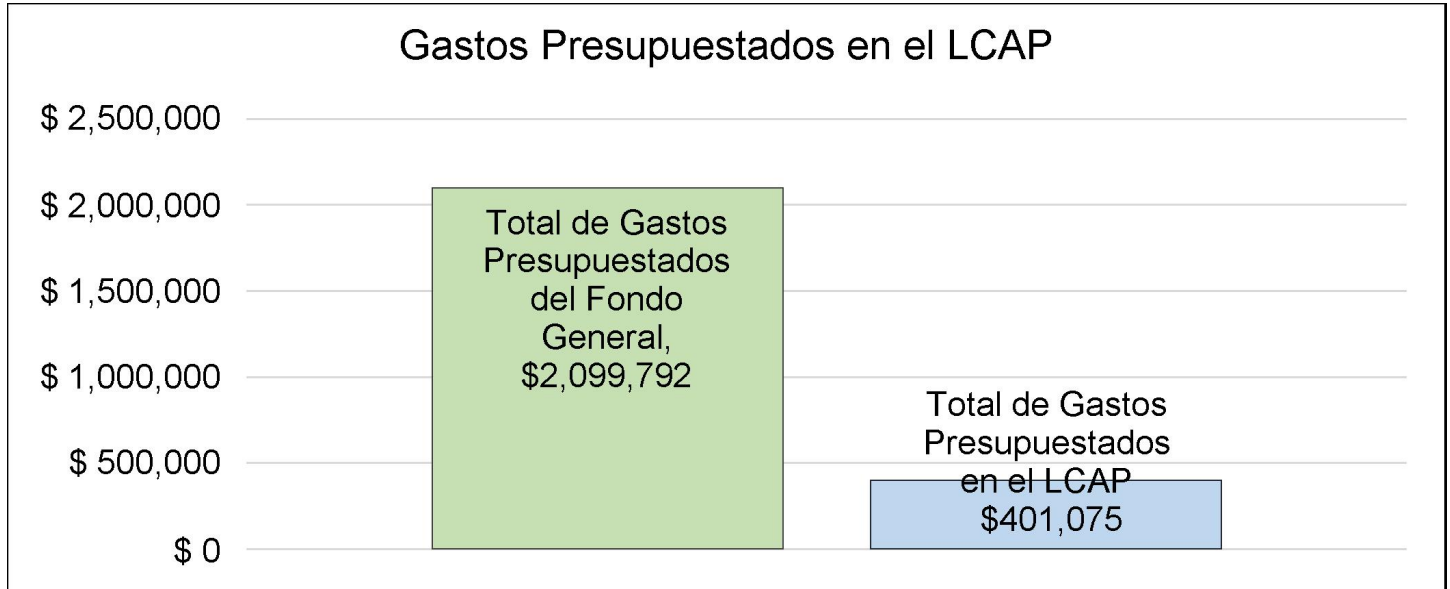 Gastos Presupuestados en el LCAP
$ 2,500,000
$ 2,000,000
$ 1,500,000
$ 1,000,000
$ 500,000
$ 0
Total de Gastos
Presupuestados
del Fondo
General,
$2,099,792
Total de Gastos
Presupuestados
en el LCAP
$401,075